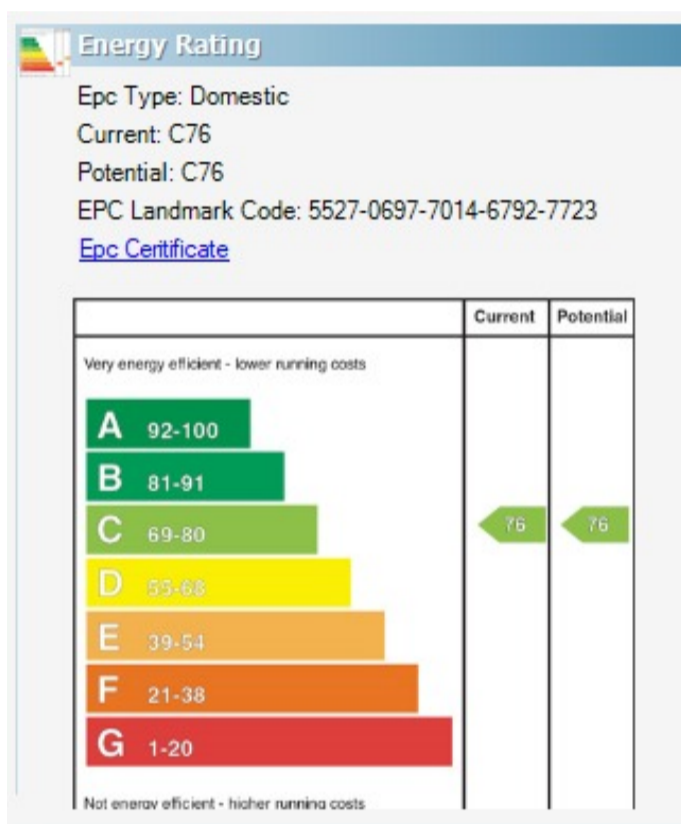 Energy Rating
Epc Type: Domestic
Current: C76
Potential: C76
EPC Landmark Code: 5527-0697-7014-6792-7723
Epc Ceritificate
Current Potential
Very energy efficient - lower running costs
A 92-100
B 81-91
C 69-80 76 76
D 55-68
E 39-54
F 21-38
G 1-20
Not energy efficient - higher running costs